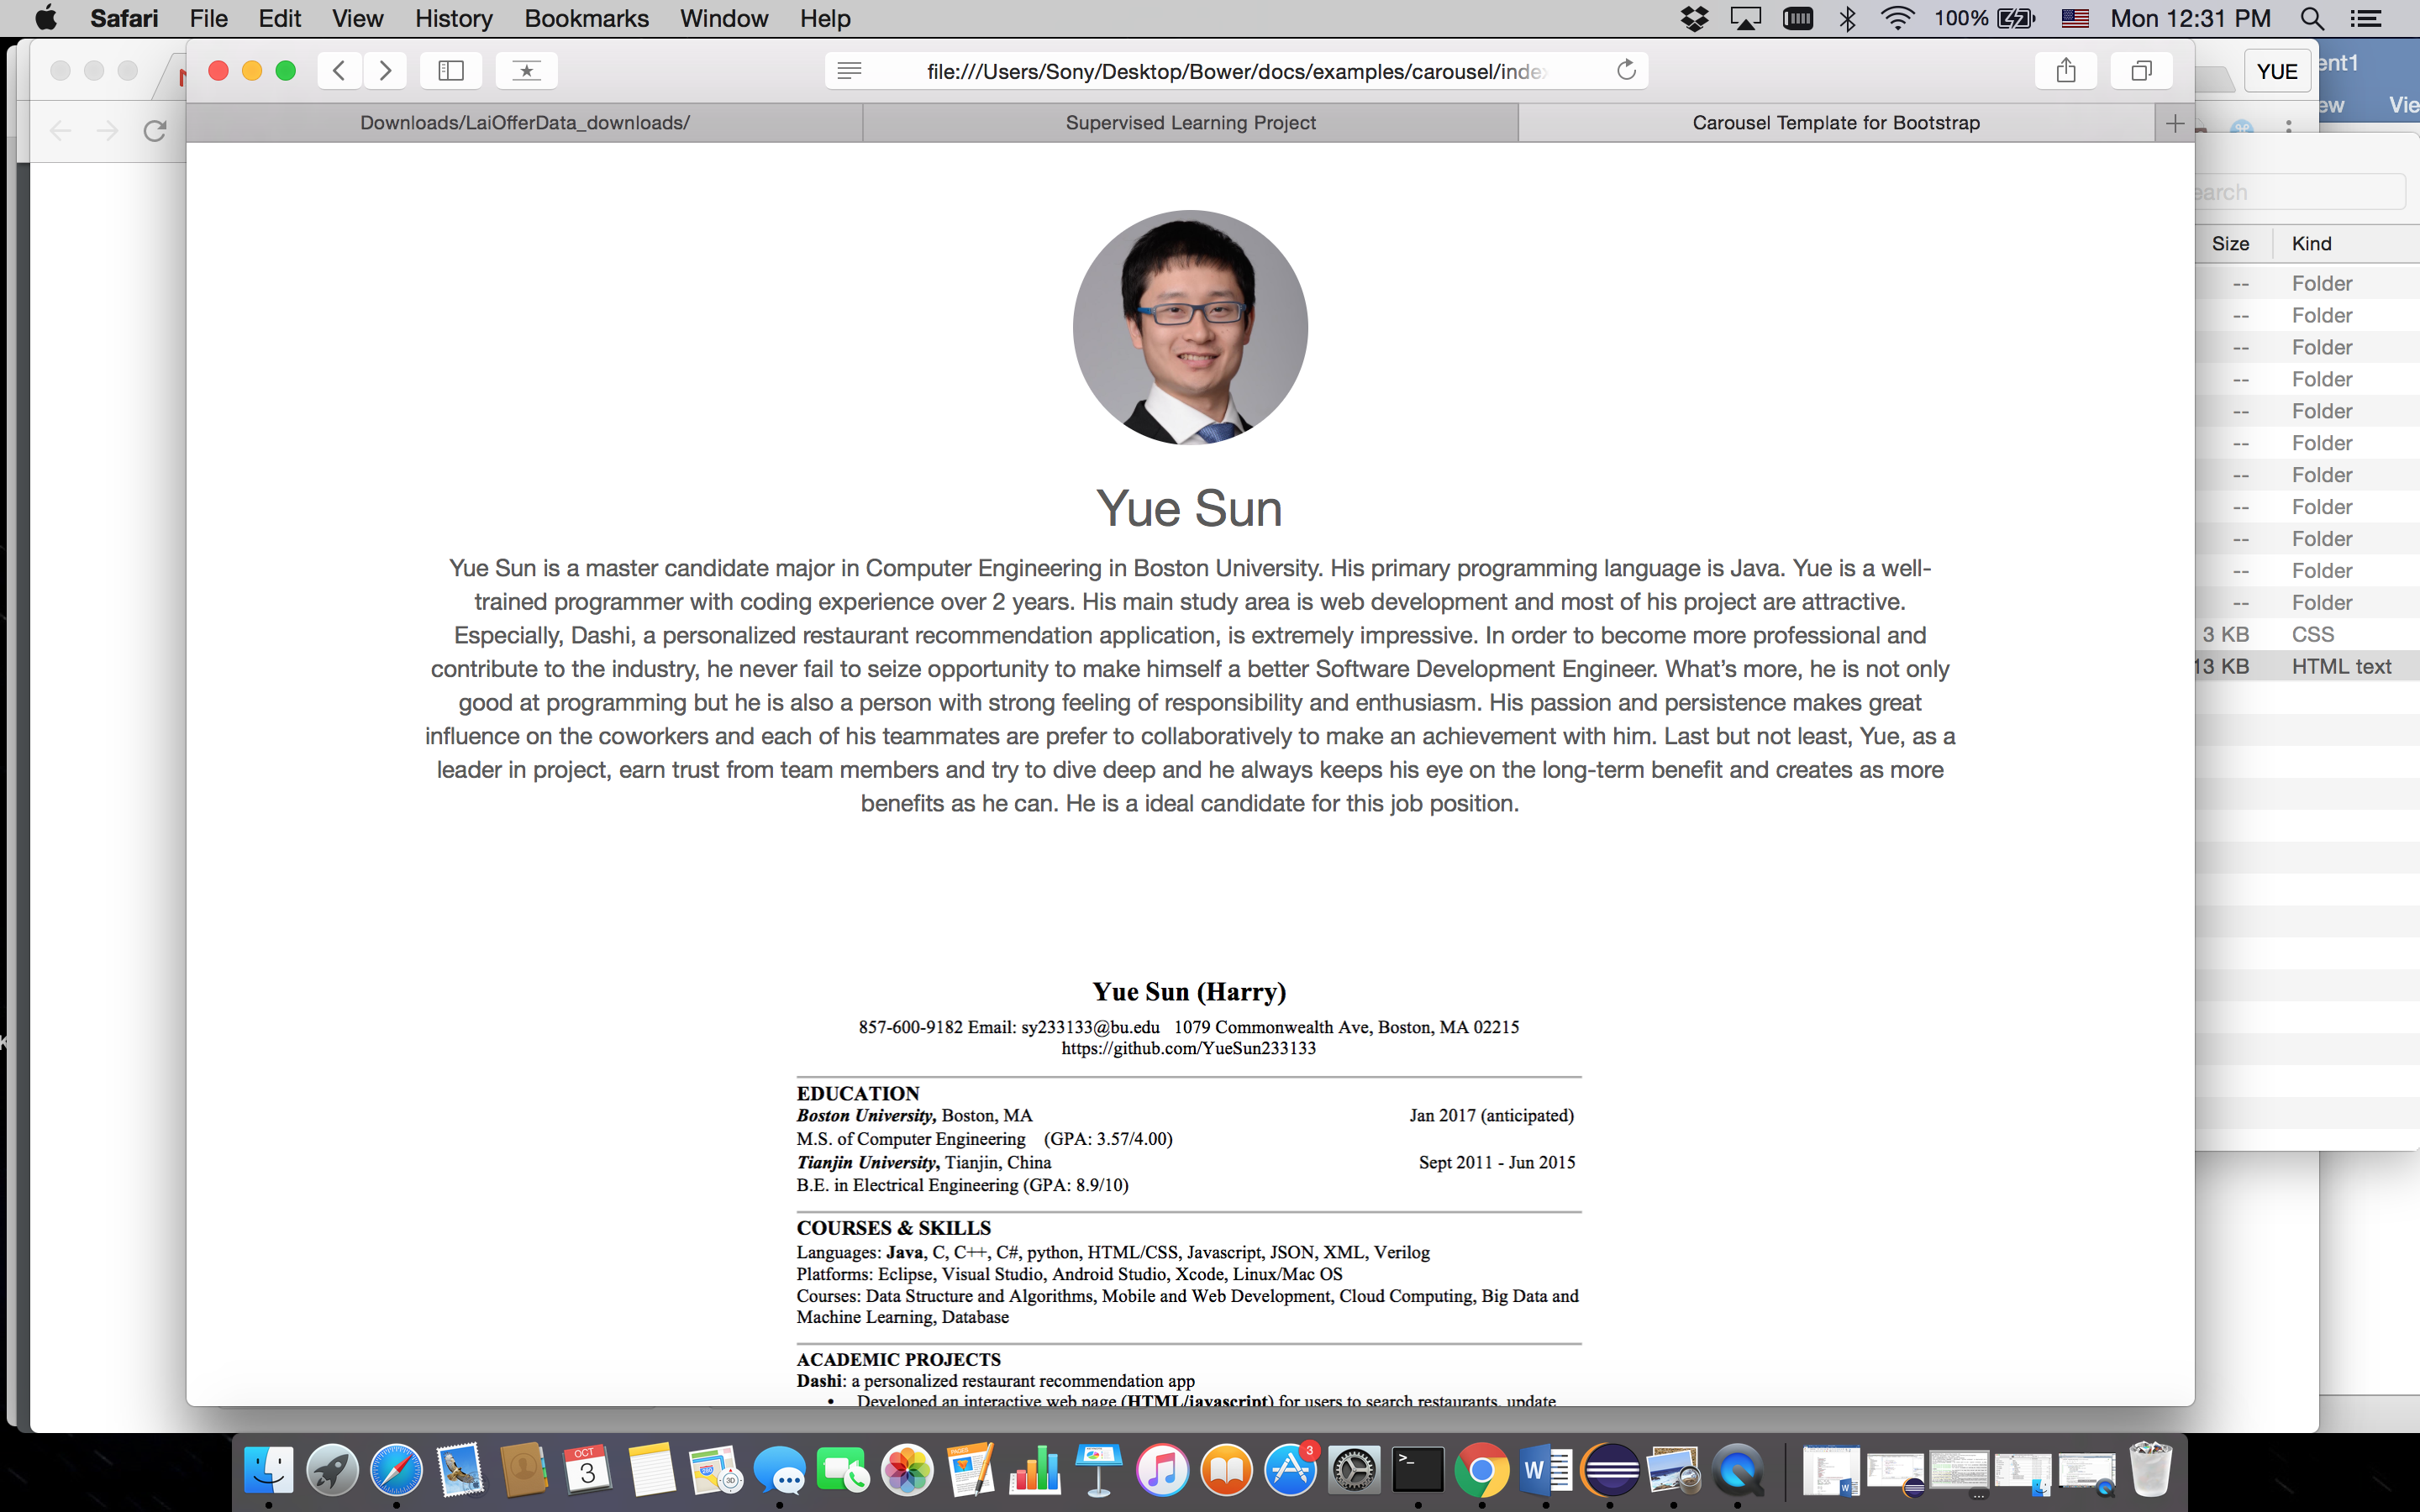 Safari File Edit View History Bookmarks Window Help 100% Mon 12:31 PM
file:///Users/Sony/Desktop/Bower/docs/examples/carousel/inde
YUE
Downloads/LaiOfferData_downloads/ Supervised Learning Project Carousel Template for Bootstrap
Size Kind
-- Folder
-- Folder
-- Folder
-- Folder
-- Folder
-- Folder
-- Folder
-- Folder
-- Folder
-- Folder
-- Folder
3 KB CSS
13 KB HTML text
Yue Sun
Yue Sun is a master candidate major in Computer Engineering in Boston University. His primary programming language is Java. Yue is a well-
trained programmer with coding experience over 2 years. His main study area is web development and most of his project are attractive.
Especially, Dashi, a personalized restaurant recommendation application, is extremely impressive. In order to become more professional and
contribute to the industry, he never fail to seize opportunity to make himself a better Software Development Engineer. What's more, he is not only
good at programming but he is also a person with strong feeling of responsibility and enthusiasm. His passion and persistence makes great
influence on the coworkers and each of his teammates are prefer to collaboratively to make an achievement with him. Last but not least, Yue, as a
leader in project, earn trust from team members and try to dive deep and he always keeps his eye on the long-term benefit and creates as more
benefits as he can. He is a ideal candidate for this job position.
Yue Sun (Harry)
857-600-9182 Email: sy233133@bu.edu 1079 Commonwealth Ave, Boston, MA 02215
https://github.com/YueSun233133
EDUCATION
Boston University, Boston, MA Jan 2017 (anticipated)
M.S. of Computer Engineering (GPA: 3.57/4.00)
Tianjin University, Tianjin, China Sept 2011 - Jun 2015
B.E. in Electrical Engineering (GPA: 8.9/10)
COURSES & SKILLS
Languages: Java, C, C++, C#, python, HTML/CSS, Javascript, JSON, XML, Verilog
Platforms: Eclipse, Visual Studio, Android Studio, Xcode, Linux/Mac OS
Courses: Data Structure and Algorithms, Mobile and Web Development, Cloud Computing, Big Data and
Machine Learning, Database
ACADEMIC PROJECTS
Dashi: a personalized restaurant recommendation app
• Developed an interactive web page (HTML/javascript) for users to search restaurants, update
OCT
3
3